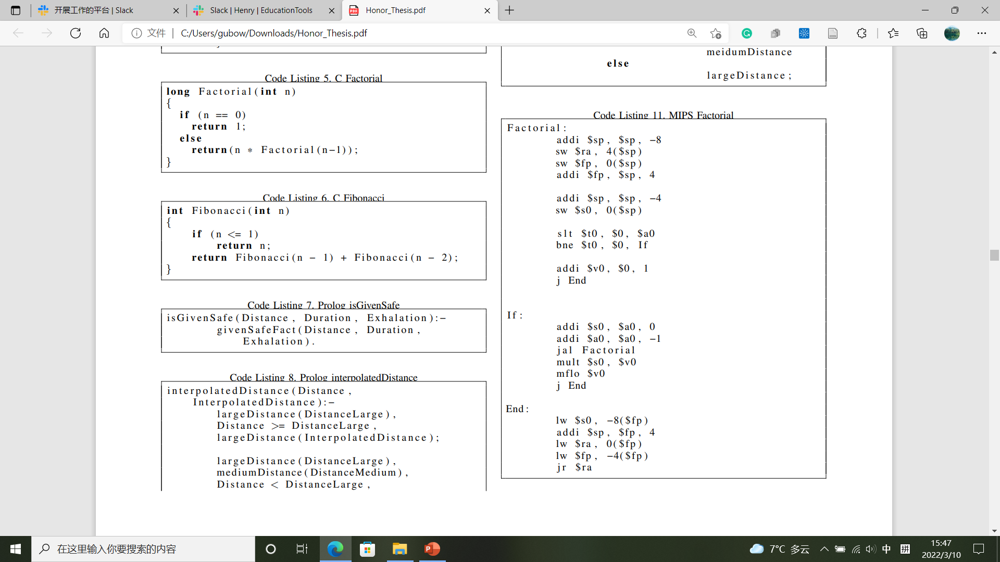 开展工作的平台 | Slack
Slack | Henry | EducationTools
Honor_Thesis.pdf
文件
C:/Users/gubow/Downloads/Honor_Thesis.pdf
Code Listing 5. C Factorial
long Factorial(int n)
{
if (n == 0)
return 1;
else
return(n * Factorial(n−1));
}
Code Listing 6. C Fibonacci
int Fibonacci(int n)
{
if (n <= 1)
return n;
return Fibonacci(n − 1) + Fibonacci(n − 2);
}
Code Listing 7. Prolog isGivenSafe
isGivenSafe(Distance, Duration, Exhalation):−
givenSafeFact(Distance, Duration,
Exhalation).
Code Listing 8. Prolog interpolatedDistance
interpolatedDistance(Distance,
InterpolatedDistance):−
largeDistance(DistanceLarge),
Distance >= DistanceLarge,
largeDistance(InterpolatedDistance);
largeDistance(DistanceLarge),
mediumDistance(DistanceMedium),
Distance < DistanceLarge,
meidumDistance
else
largeDistance;
Code Listing 11. MIPS Factorial
Factorial:
addi $sp, $sp, −8
sw $ra, 4($sp)
sw $fp, 0($sp)
addi $fp, $sp, 4
addi $sp, $sp, −4
sw $s0, 0($sp)
slt $t0, $0, $a0
bne $t0, $0, If
addi $v0, $0, 1
j End
If:
addi $s0, $a0, 0
addi $a0, $a0, −1
jal Factorial
mult $s0, $v0
mflo $v0
j End
End:
lw $s0, −8($fp)
addi $sp, $fp, 4
lw $ra, 0($fp)
lw $fp, −4($fp)
jr $ra
在这里输入你要搜索的内容
7°C 多云
中
拼
15:47
2022/3/10